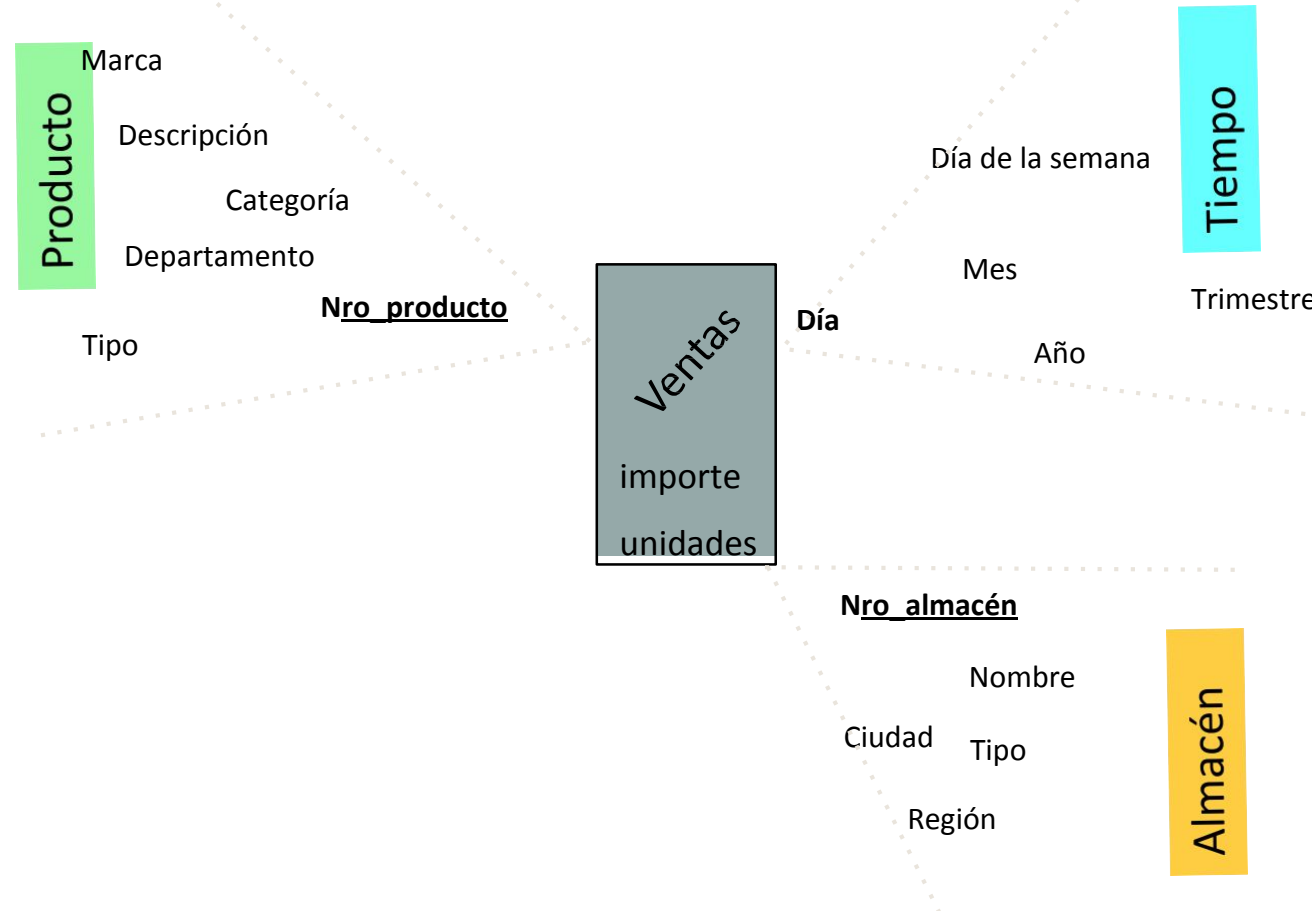 Producto
Marca
Descripción
Categoría
Departamento
Nro_producto
Tipo
Ventas
importe
unidades
Tiempo
Día de la semana
Mes
Trimestre
Día
Año
Almacén
Nro_almacén
Nombre
Ciudad
Tipo
Región